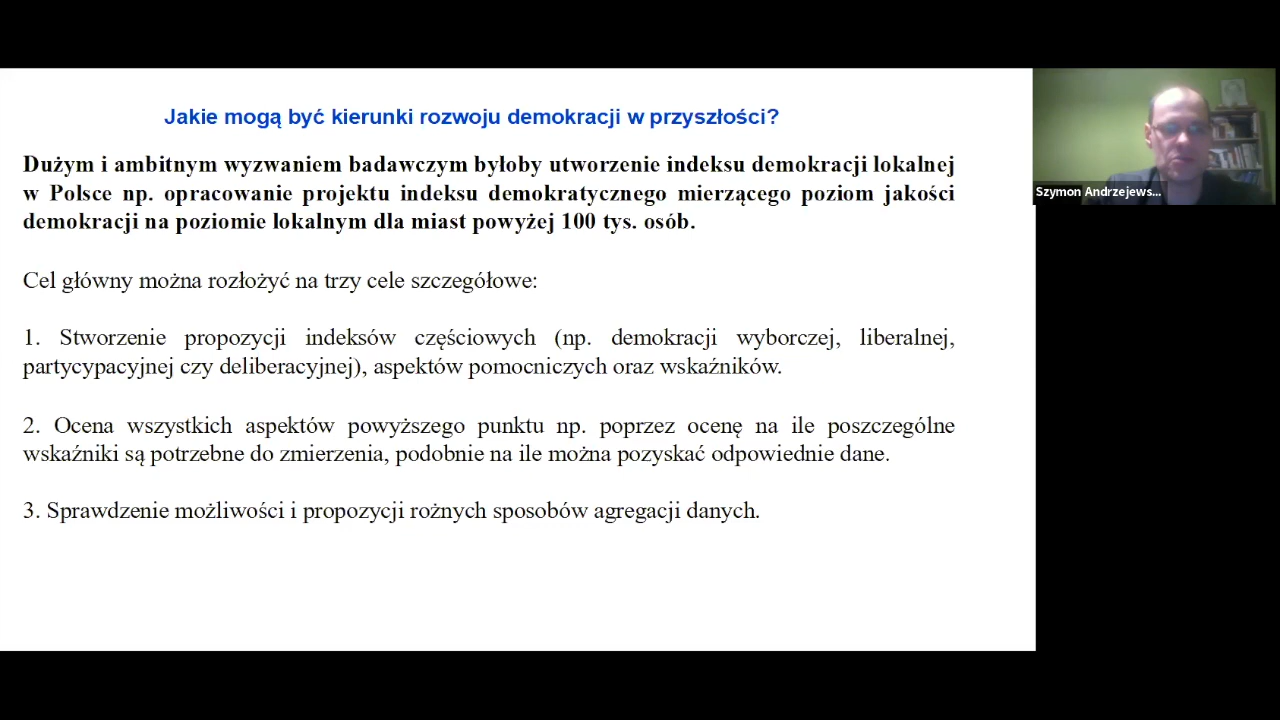 Jakie mogą być kierunki rozwoju demokracji w przyszłości?
Dużym i ambitnym wyzwaniem badawczym byłoby utworzenie indeksu demokracji lokalnej
w Polsce np. opracowanie projektu indeksu demokratycznego mierzącego poziom jakości
demokracji na poziomie lokalnym dla miast powyżej 100 tys. osób.
Cel główny można rozłożyć na trzy cele szczegółowe:
1. Stworzenie propozycji indeksów częściowych (np. demokracji wyborczej, liberalnej,
partycypacyjnej czy deliberacyjnej), aspektów pomocniczych oraz wskaźników.
2. Ocena wszystkich aspektów powyższego punktu np. poprzez ocenę na ile poszczególne
wskaźniki są potrzebne do zmierzenia, podobnie na ile można pozyskać odpowiednie dane.
3. Sprawdzenie możliwości i propozycji rożnych sposobów agregacji danych.
Szymon Andrzejews...